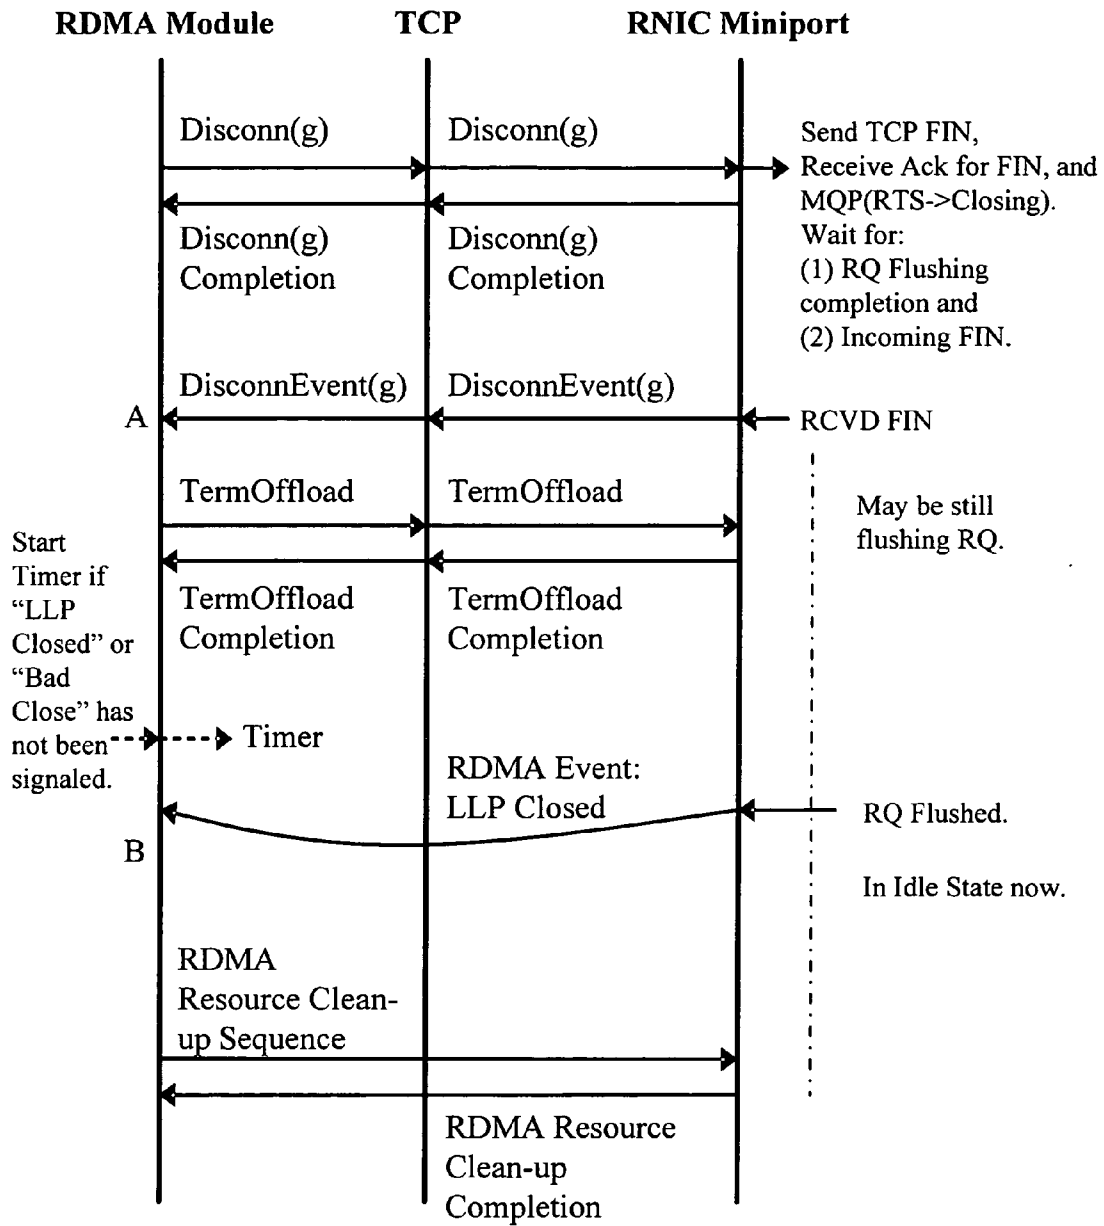 RDMA Module TCP RNIC Miniport
Disconn(g) Disconn(g)
Send TCP FIN,
Receive Ack for FIN, and
MQP(RTS->Closing).
Wait for:
(1) RQ Flushing
completion and
(2) Incoming FIN.
Disconn(g)
Completion
Disconn(g)
Completion
DisconnEvent(g) DisconnEvent(g)
A
RCVD FIN
TermOffload TermOffload
May be still
flushing RQ.
Start
Timer if
“LLP
Closed” or
“Bad
Close” has
not been
signaled.
TermOffload
Completion
TermOffload
Completion
Timer
RDMA Event:
LLP Closed
RQ Flushed.
B
In Idle State now.
RDMA
Resource Clean-
up Sequence
RDMA Resource
Clean-up
Completion